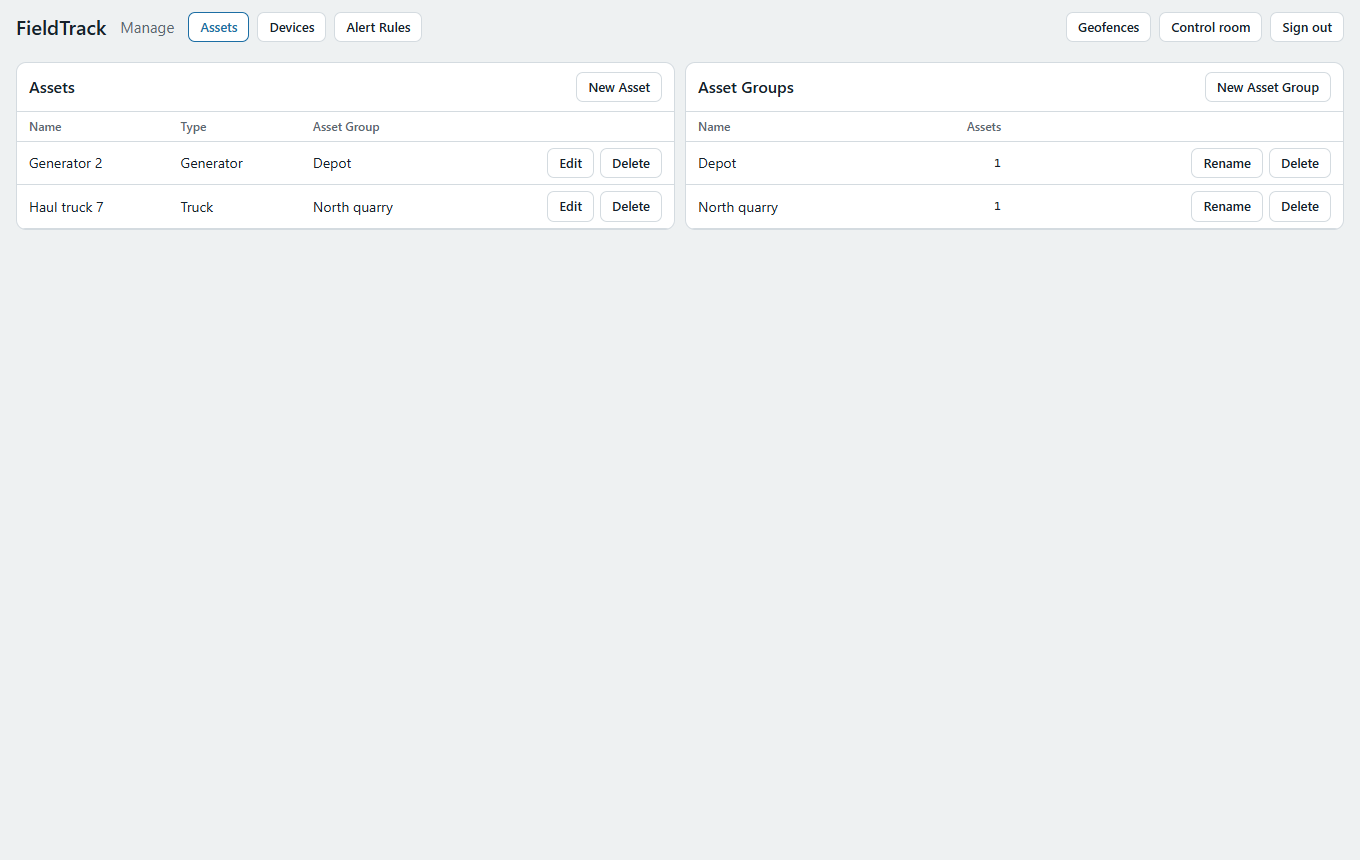 FieldTrack Manage Assets Devices Alert Rules Geofences Control room Sign out
Assets New Asset
Name Type Asset Group
Generator 2 Generator Depot Edit Delete
Haul truck 7 Truck North quarry Edit Delete
Asset Groups New Asset Group
Name Assets
Depot 1 Rename Delete
North quarry 1 Rename Delete